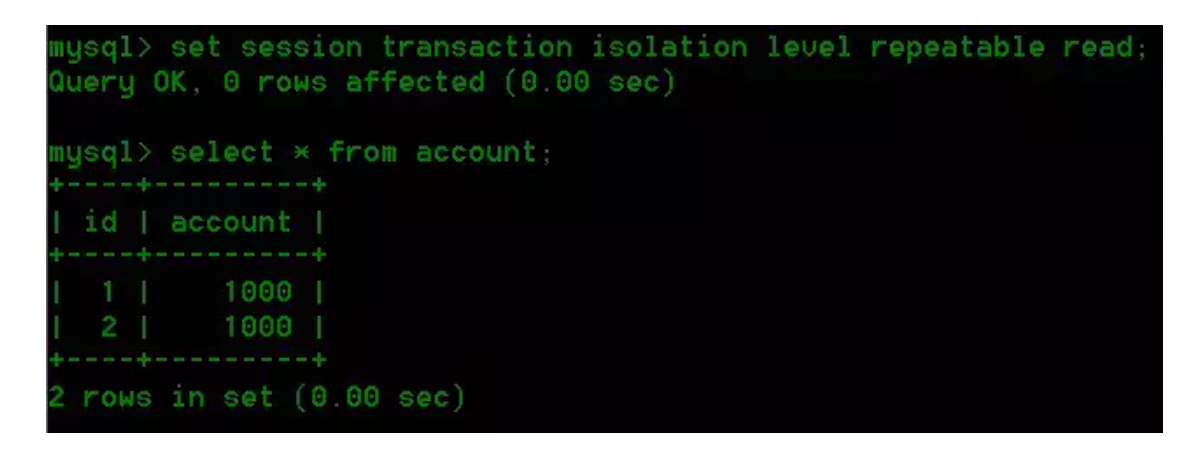 mysql> set session transaction isolation level repeatable read;
Query OK, 0 rows affected (0.00 sec)
mysql> select * from account;
+----+---------+
| id | account |
+----+---------+
|  1 |    1000 |
|  2 |    1000 |
+----+---------+
2 rows in set (0.00 sec)